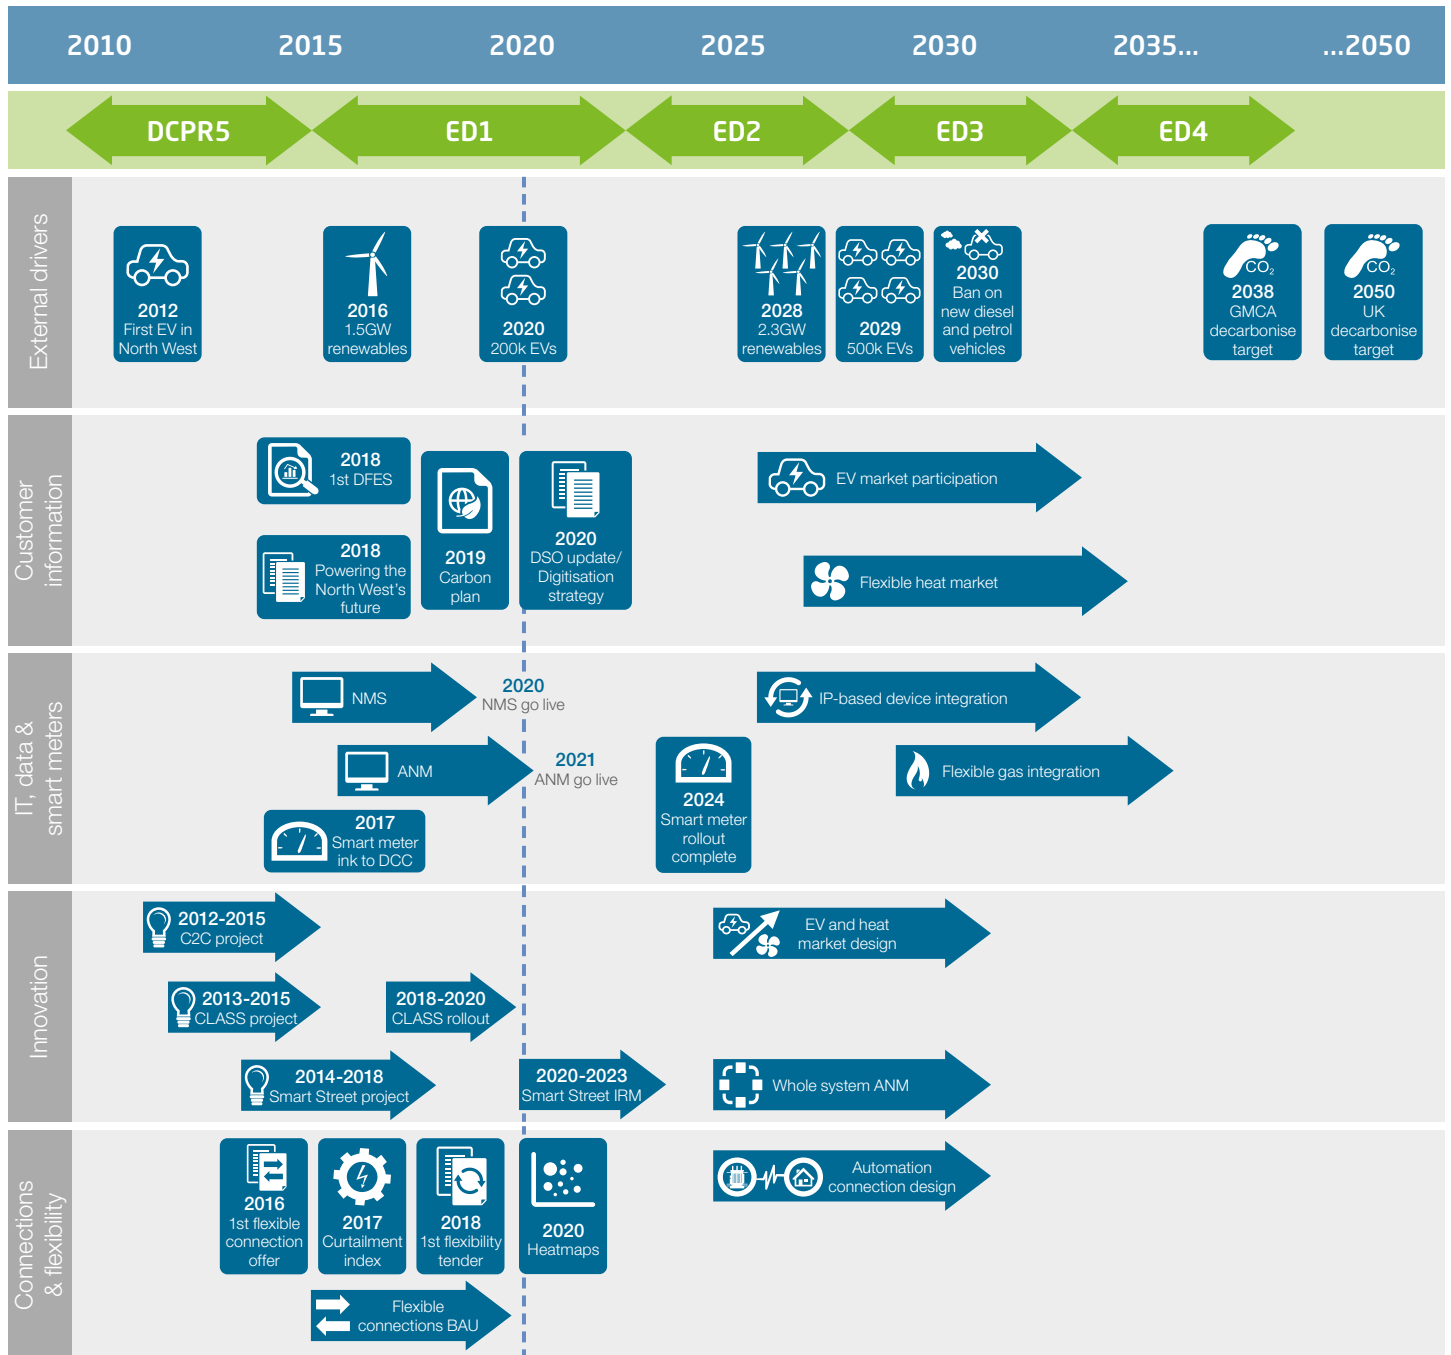 2010 2015 2020 2025 2030 2035... ...2050
DCPR5 ED1 ED2 ED3 ED4
External drivers
2012
First EV in
North West
2016
1.5GW
renewables
2020
200k EVs
2028
2.3GW
renewables
2029
500k EVs
2030
Ban on
new diesel
and petrol
vehicles
CO₂
2038
GMCA
decarbonise
target
CO₂
2050
UK
decarbonise
target
Customer
information
2018
1st DFES
2018
Powering the
North West's
future
2019
Carbon
plan
2020
DSO update/
Digitisation
strategy
EV market participation
Flexible heat market
IT, data &
smart meters
NMS
2020
NMS go live
ANM
2021
ANM go live
2017
Smart meter
ink to DCC
2024
Smart meter
rollout
complete
IP-based device integration
Flexible gas integration
Innovation
2012-2015
C2C project
2013-2015
CLASS project
2018-2020
CLASS rollout
2014-2018
Smart Street project
2020-2023
Smart Street IRM
EV and heat
market design
Whole system ANM
Connections
& flexibility
2016
1st flexible
connection
offer
2017
Curtailment
index
2018
1st flexibility
tender
2020
Heatmaps
Flexible
connections BAU
Automation
connection design